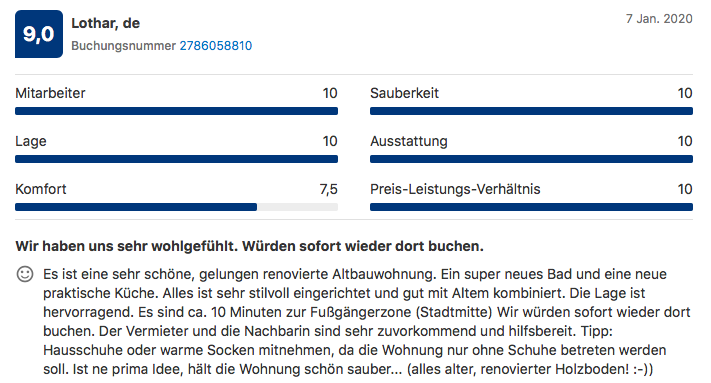 9,0
Lothar, de
7 Jan. 2020
Buchungsnummer 2786058810
Mitarbeiter 10
Sauberkeit 10
Lage 10
Ausstattung 10
Komfort 7,5
Preis-Leistungs-Verhältnis 10
Wir haben uns sehr wohlgefühlt. Würden sofort wieder dort buchen.
Es ist eine sehr schöne, gelungen renovierte Altbauwohnung. Ein super neues Bad und eine neue
praktische Küche. Alles ist sehr stilvoll eingerichtet und gut mit Altem kombiniert. Die Lage ist
hervorragend. Es sind ca. 10 Minuten zur Fußgängerzone (Stadtmitte) Wir würden sofort wieder dort
buchen. Der Vermieter und die Nachbarin sind sehr zuvorkommend und hilfsbereit. Tipp:
Hausschuhe oder warme Socken mitnehmen, da die Wohnung nur ohne Schuhe betreten werden
soll. Ist ne prima Idee, hält die Wohnung schön sauber... (alles alter, renovierter Holzboden! :-))